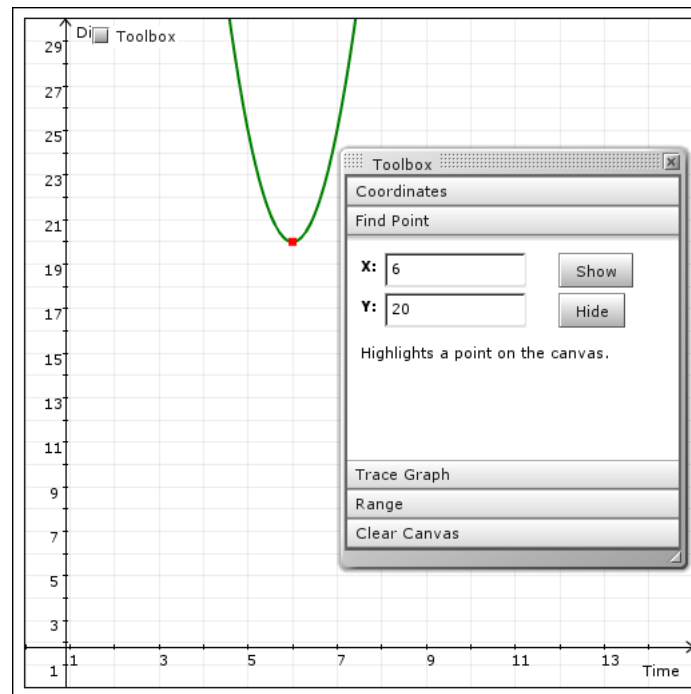 Di
Toolbox
29
27
25
23
21
19
17
15
13
11
9
7
5
3
1
Toolbox
Coordinates
Find Point
X: 6 Show
Y: 20 Hide
Highlights a point on the canvas.
Trace Graph
Range
Clear Canvas
1 3 5 7 9 11 13
Time